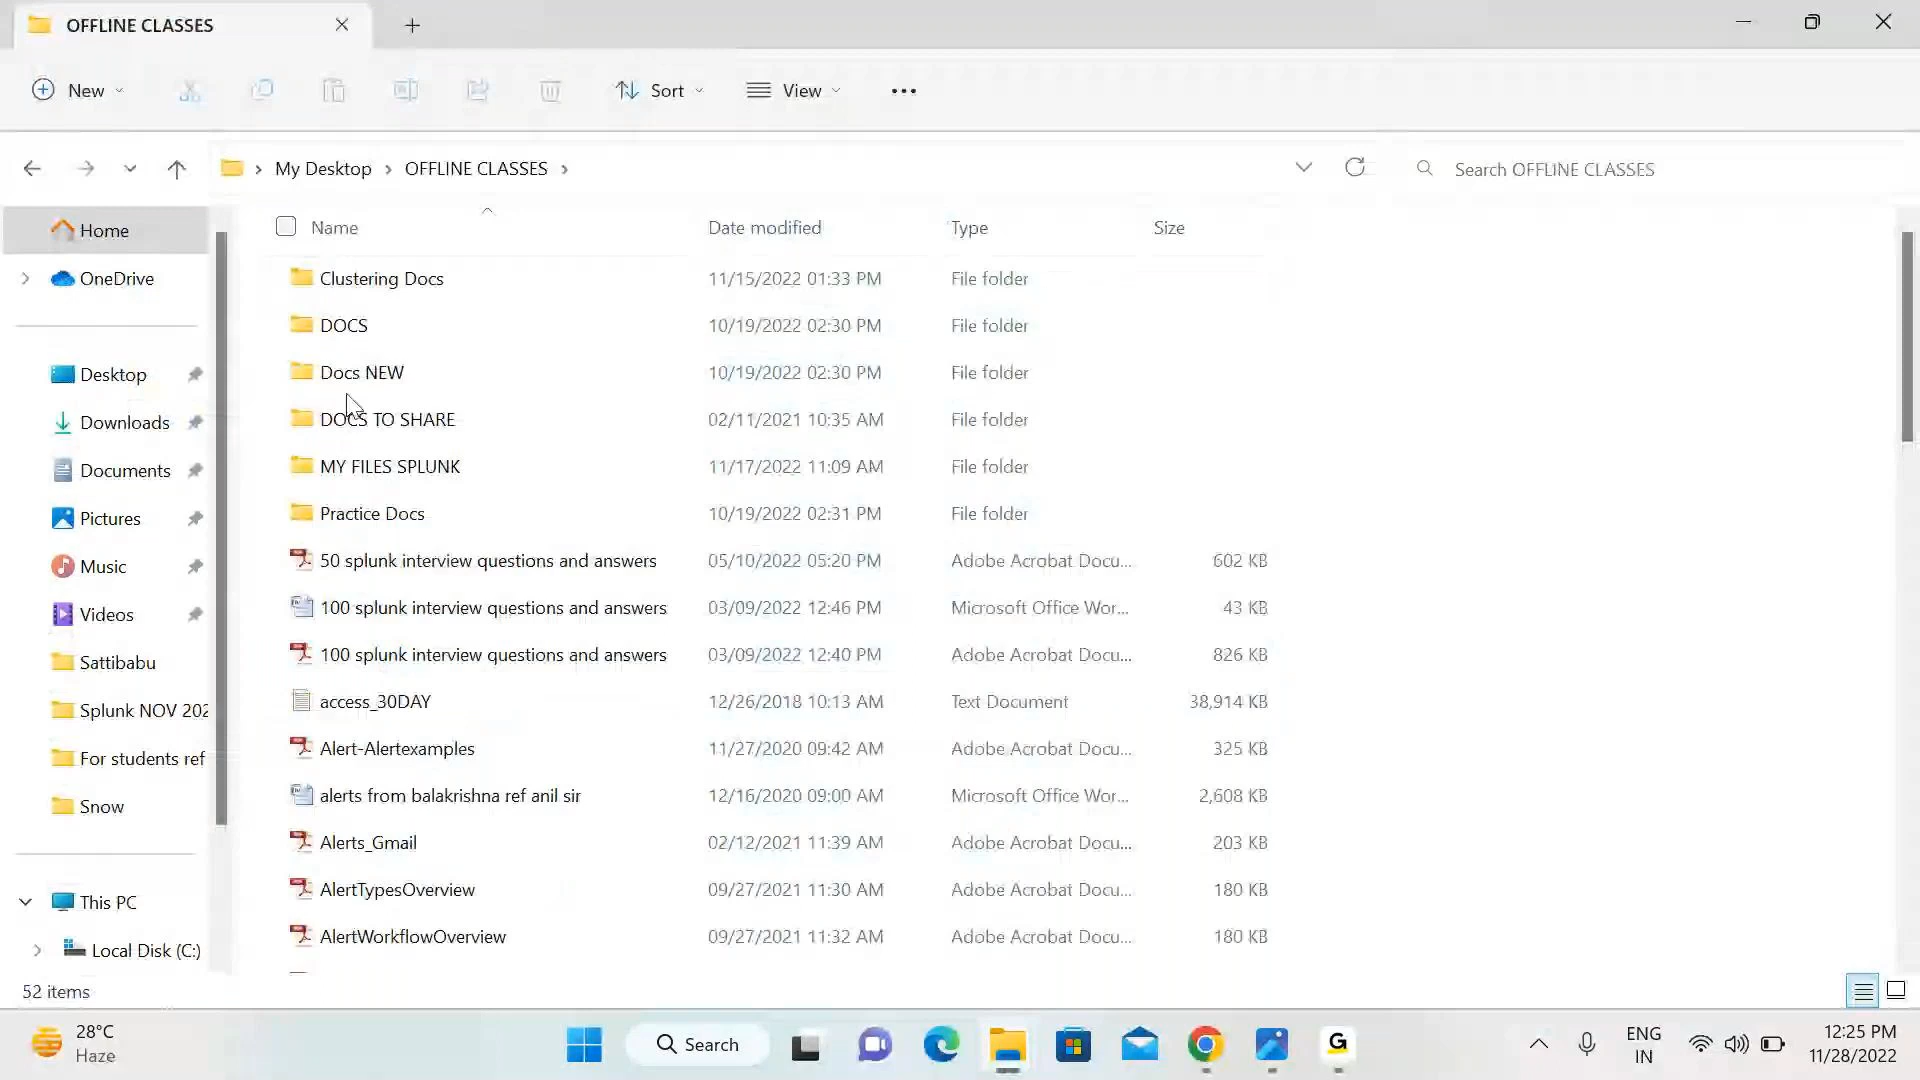 OFFLINE CLASSES
New
Sort
View
My Desktop
OFFLINE CLASSES
Search OFFLINE CLASSES
Home
OneDrive
Desktop
Downloads
Documents
Pictures
Music
Videos
Sattibabu
Splunk NOV 202
For students ref
Snow
This PC
Local Disk (C:)
Name Date modified Type Size
Clustering Docs 11/15/2022 01:33 PM File folder
DOCS 10/19/2022 02:30 PM File folder
Docs NEW 10/19/2022 02:30 PM File folder
DOCS TO SHARE 02/11/2021 10:35 AM File folder
MY FILES SPLUNK 11/17/2022 11:09 AM File folder
Practice Docs 10/19/2022 02:31 PM File folder
50 splunk interview questions and answers 05/10/2022 05:20 PM Adobe Acrobat Docu... 602 KB
100 splunk interview questions and answers 03/09/2022 12:46 PM Microsoft Office Wor... 43 KB
100 splunk interview questions and answers 03/09/2022 12:40 PM Adobe Acrobat Docu... 826 KB
access_30DAY 12/26/2018 10:13 AM Text Document 38,914 KB
Alert-Alertexamples 11/27/2020 09:42 AM Adobe Acrobat Docu... 325 KB
alerts from balakrishna ref anil sir 12/16/2020 09:00 AM Microsoft Office Wor... 2,608 KB
Alerts_Gmail 02/12/2021 11:39 AM Adobe Acrobat Docu... 203 KB
AlertTypesOverview 09/27/2021 11:30 AM Adobe Acrobat Docu... 180 KB
AlertWorkflowOverview 09/27/2021 11:32 AM Adobe Acrobat Docu... 180 KB
52 items
28°C
Haze
Search
G
ENG
IN
12:25 PM
11/28/2022